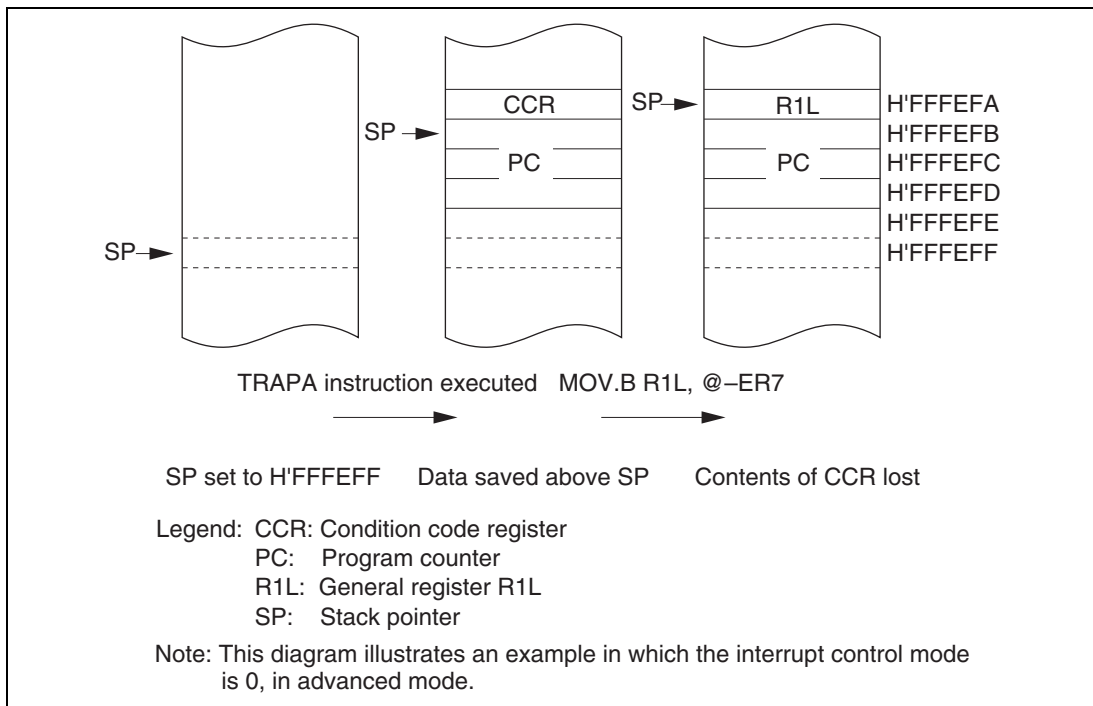 CCR
SP
R1L
H'FFFEFA
SP
H'FFFEFB
PC
PC
H'FFFEFC
H'FFFEFD
H'FFFEFE
SP
H'FFFEFF
TRAPA instruction executed
MOV.B R1L, @–ER7
SP set to H'FFFEFF
Data saved above SP
Contents of CCR lost
Legend: CCR: Condition code register
PC: Program counter
R1L: General register R1L
SP: Stack pointer
Note: This diagram illustrates an example in which the interrupt control mode
is 0, in advanced mode.